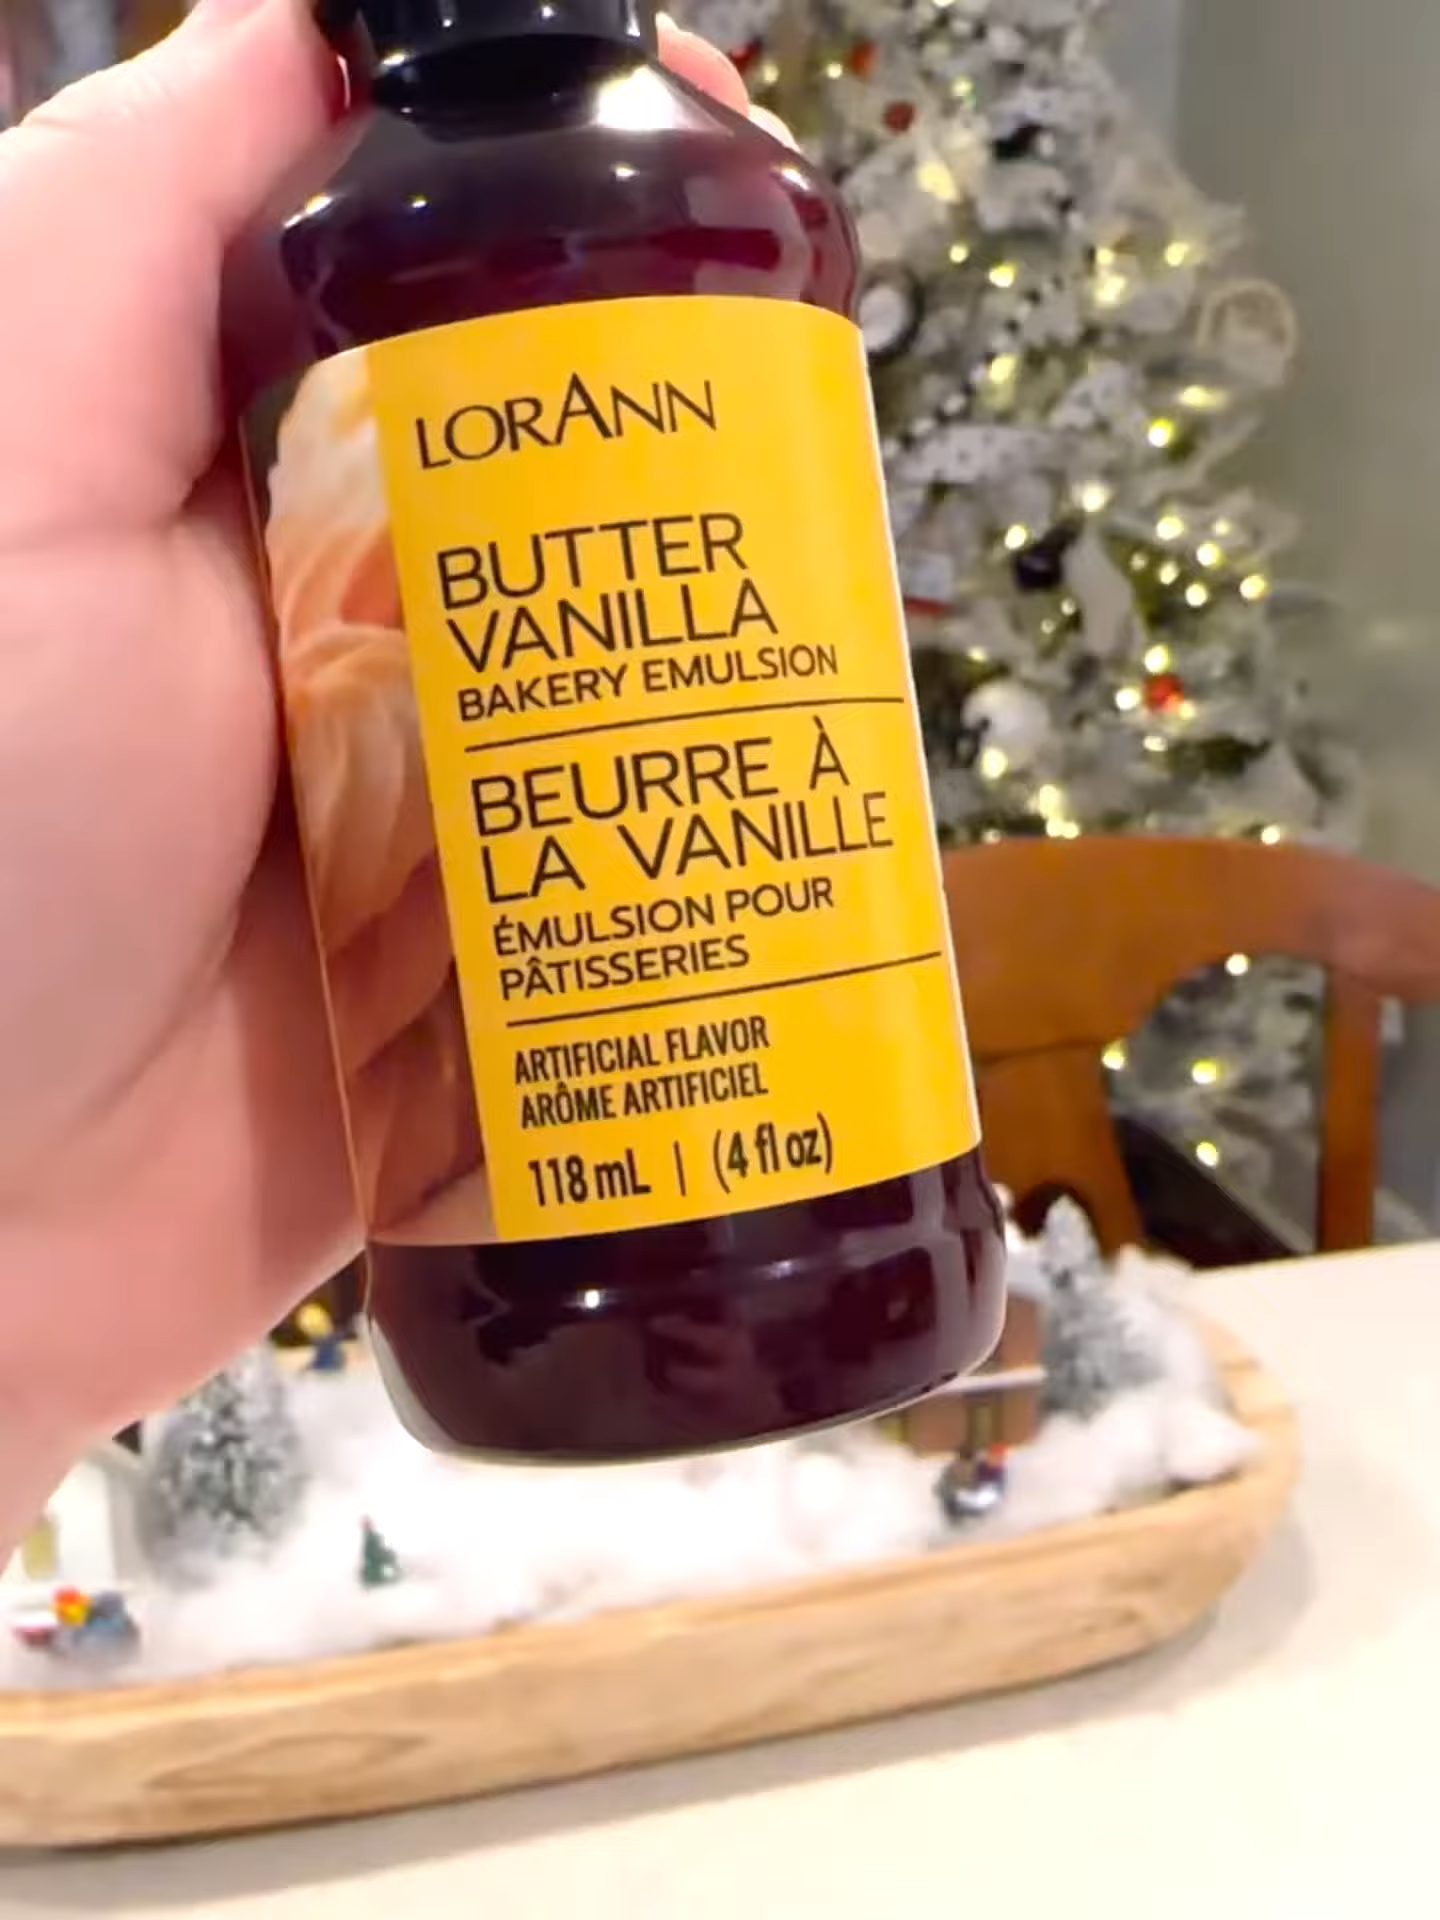 LORANN
BUTTER
VANILLA
BAKERY EMULSION
BEURRE À
LA VANILLE
ÉMULSION POUR
PÂTISSERIES
ARTIFICIAL FLAVOR
ARÔME ARTIFICIEL
118 mL | (4 fl oz)